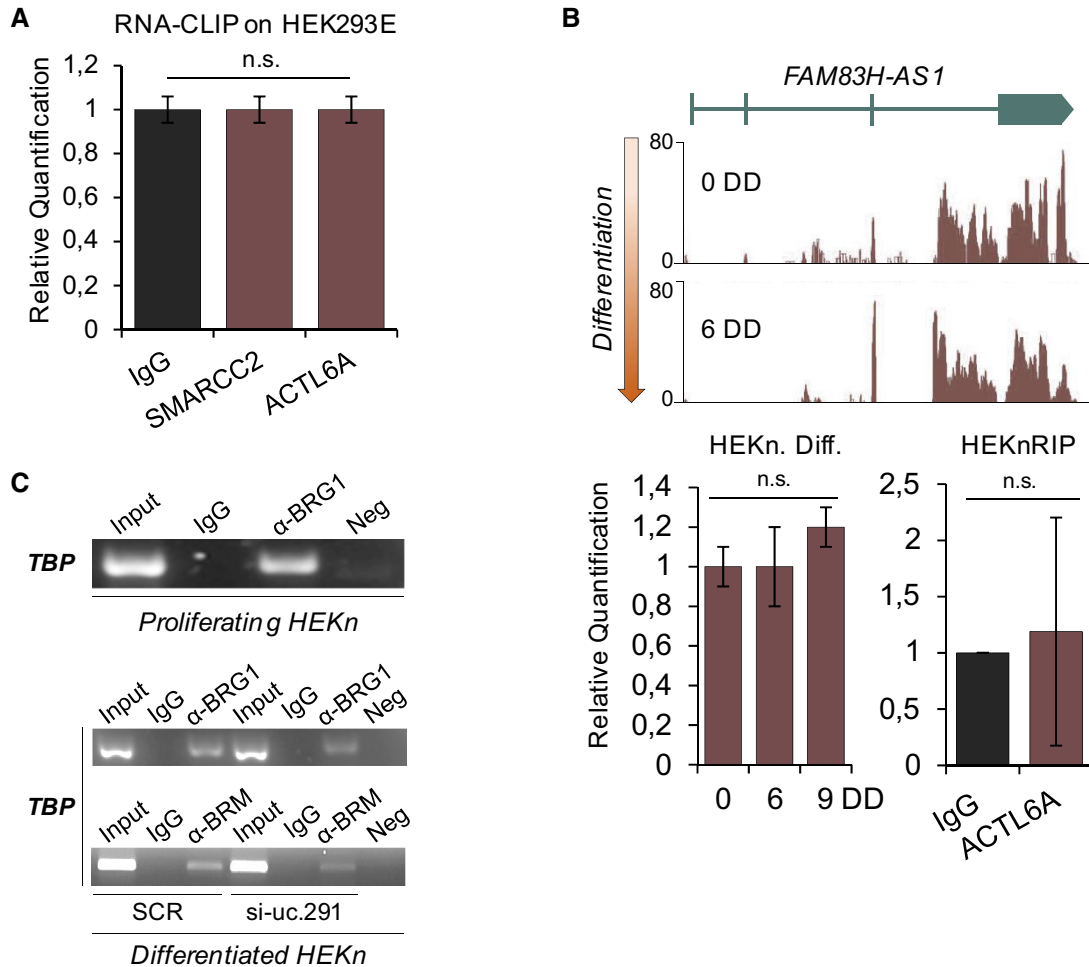 A
RNA-CLIP on HEK293E
n.s.
Relative Quantification
1,2
1
0,8
0,6
0,4
0,2
0
IgG
SMARCC2
ACTL6A
B
FAM83H-AS1
Differentiation
80
0 DD
0
80
6 DD
0
HEKn. Diff.
n.s.
Relative Quantification
1,4
1,2
1
0,8
0,6
0,4
0,2
0
0 6 9 DD
HEKnRIP
n.s.
2,5
2
1,5
1
0,5
0
IgG
ACTL6A
C
Input IgG α-BRG1 Neg
TBP
Proliferating HEKn
Input IgG α-BRG1 Input IgG α-BRG1 Neg
TBP
Input IgG α-BRM Input IgG α-BRM Neg
SCR si-uc.291
Differentiated HEKn